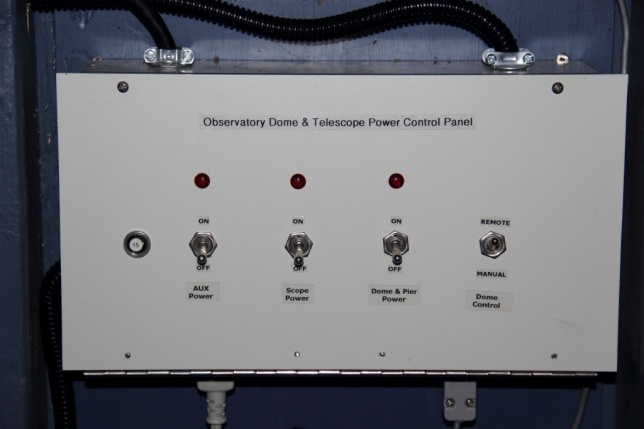 Observatory Dome & Telescope Power Control Panel
ON
ON
ON
REMOTE
15
OFF
OFF
OFF
MANUAL
AUX
Power
Scope
Power
Dome & Pier
Power
Dome
Control